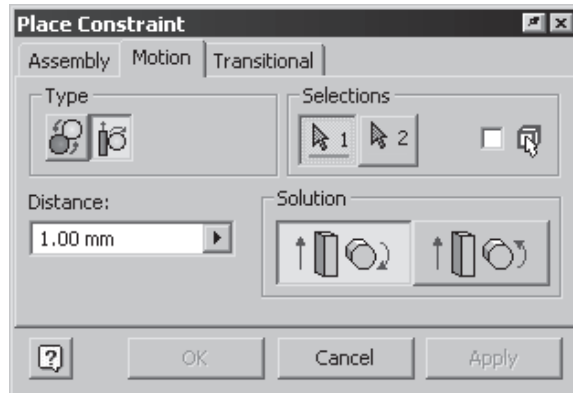 Place Constraint
Assembly Motion Transitional
Type
Selections
1 2
Distance:
1.00 mm
Solution
? OK Cancel Apply